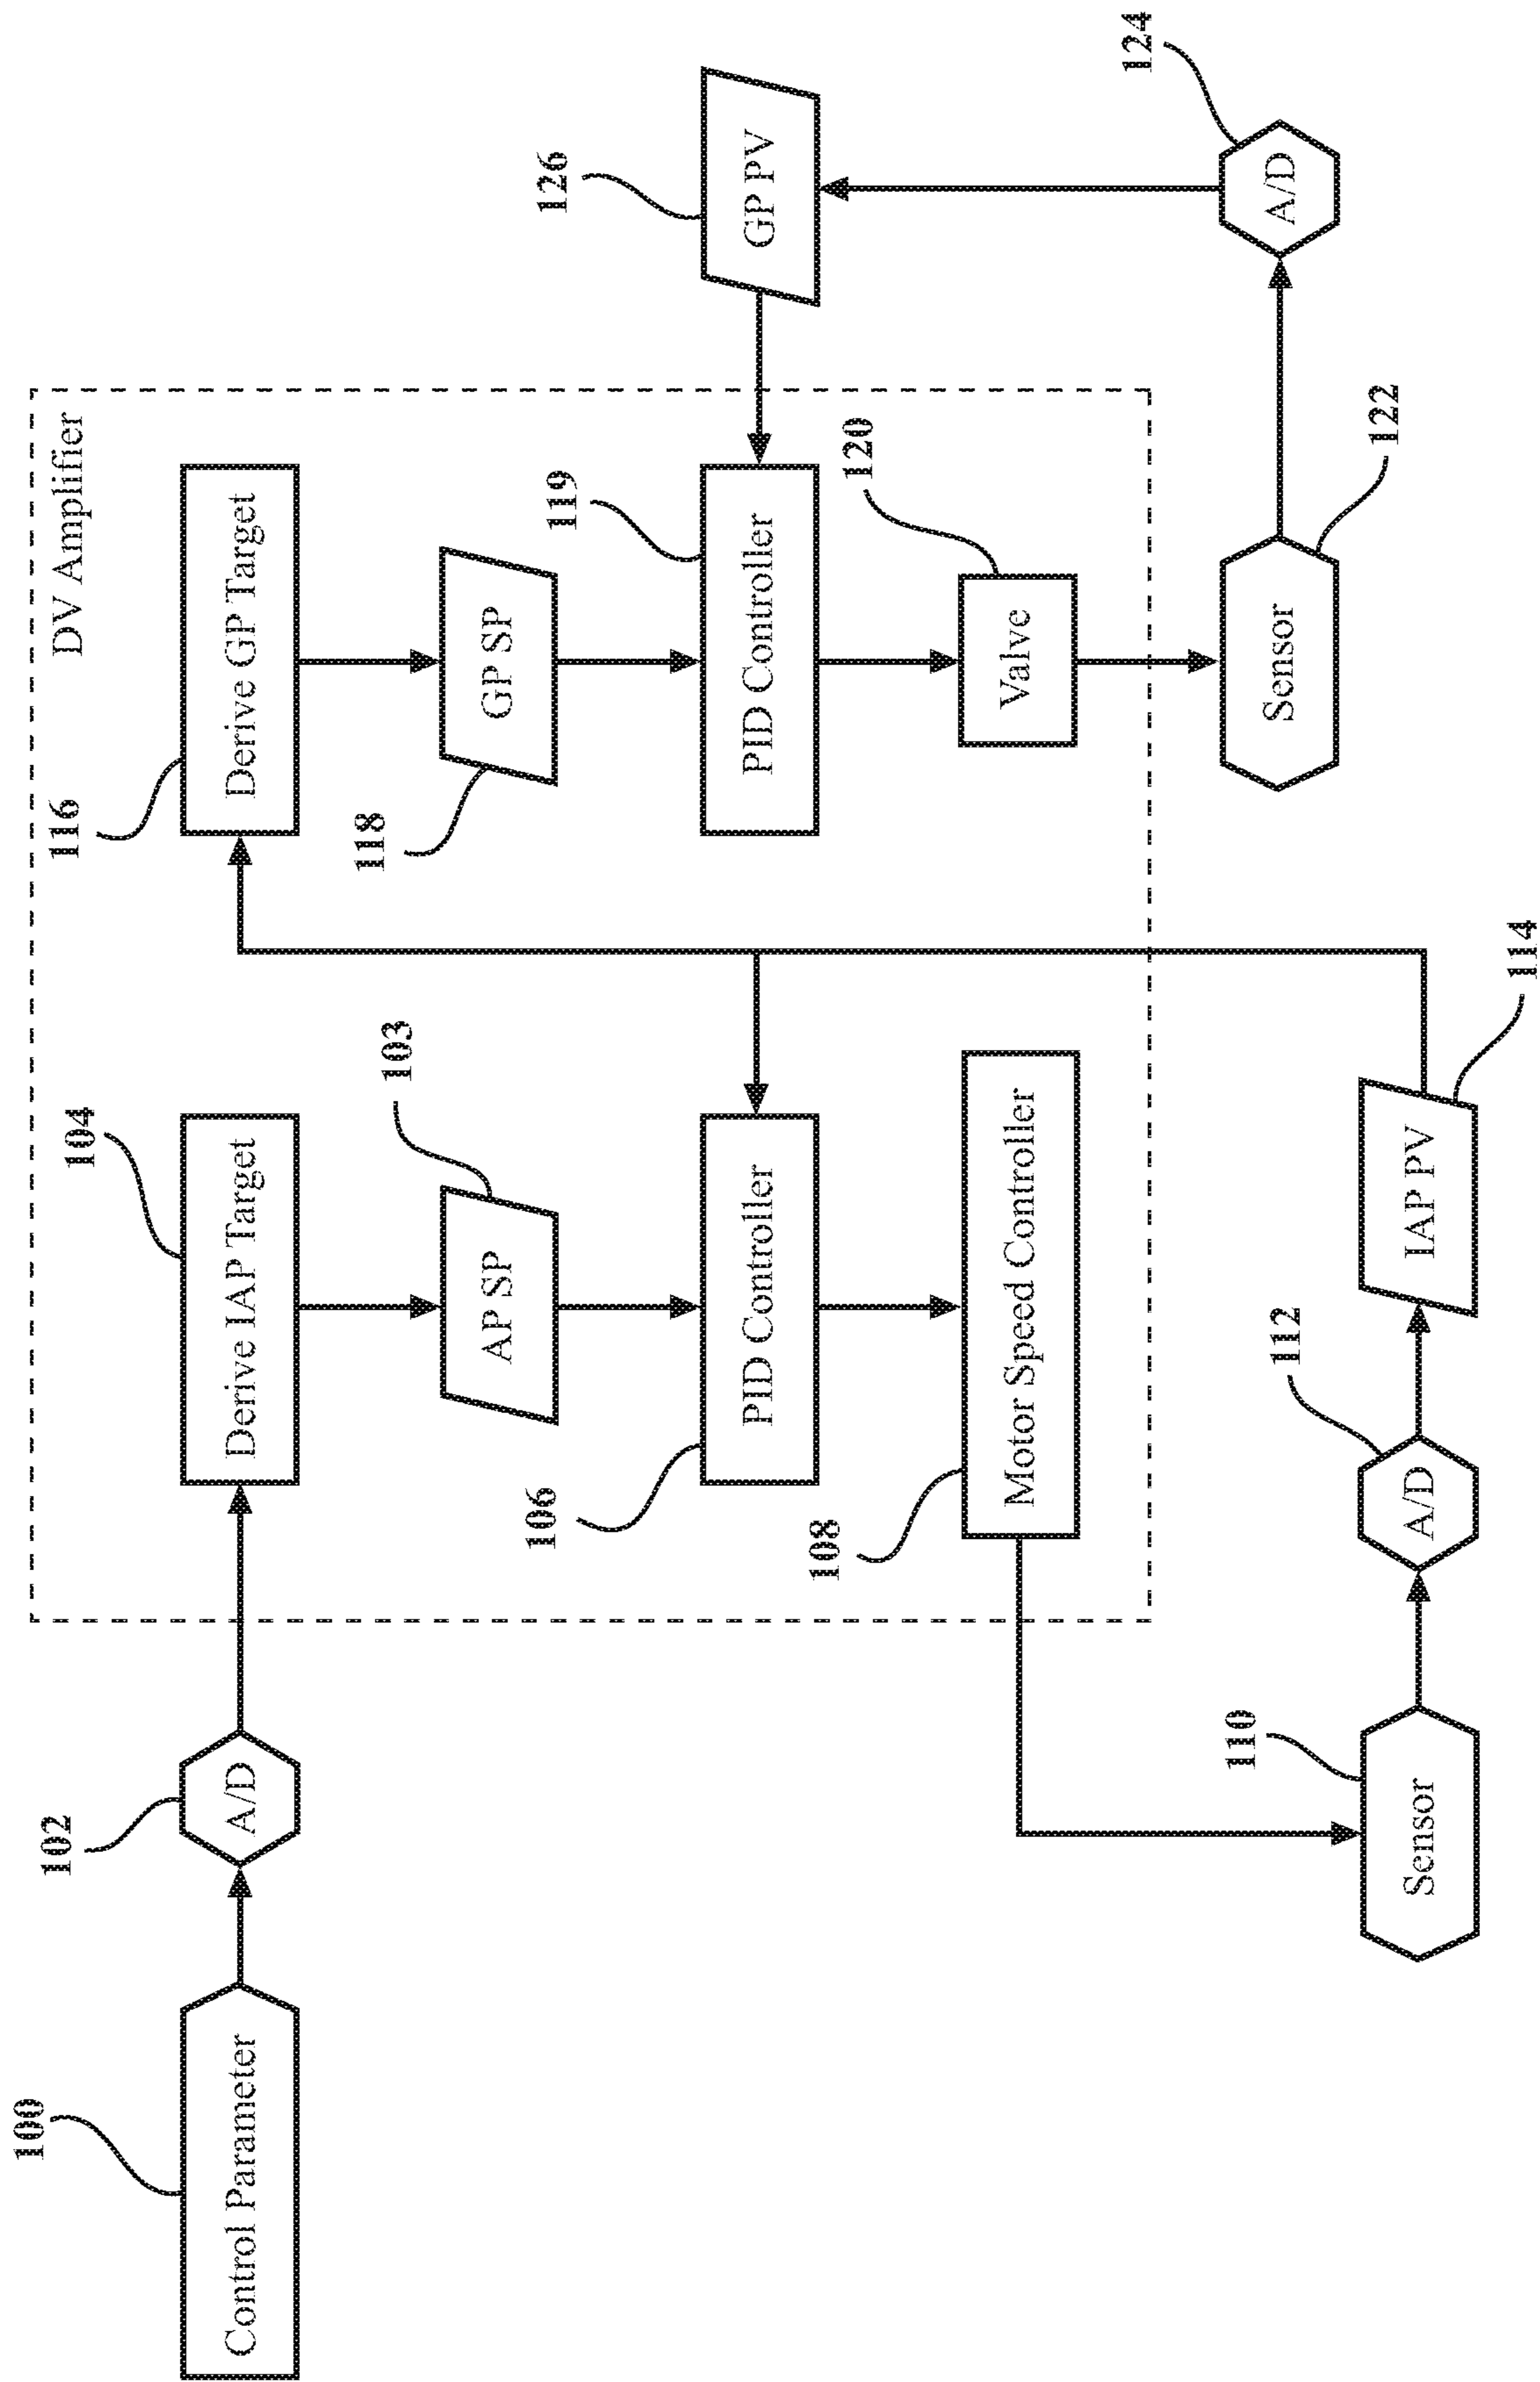 DV Amplifier
100
Control Parameter
102
A/D
104
Derive IAP Target
103
AP SP
106
PID Controller
108
Motor Speed Controller
110
Sensor
112
A/D
114
IAP PV
116
Derive GP Target
118
GP SP
119
PID Controller
120
Valve
122
Sensor
124
A/D
126
GP PV